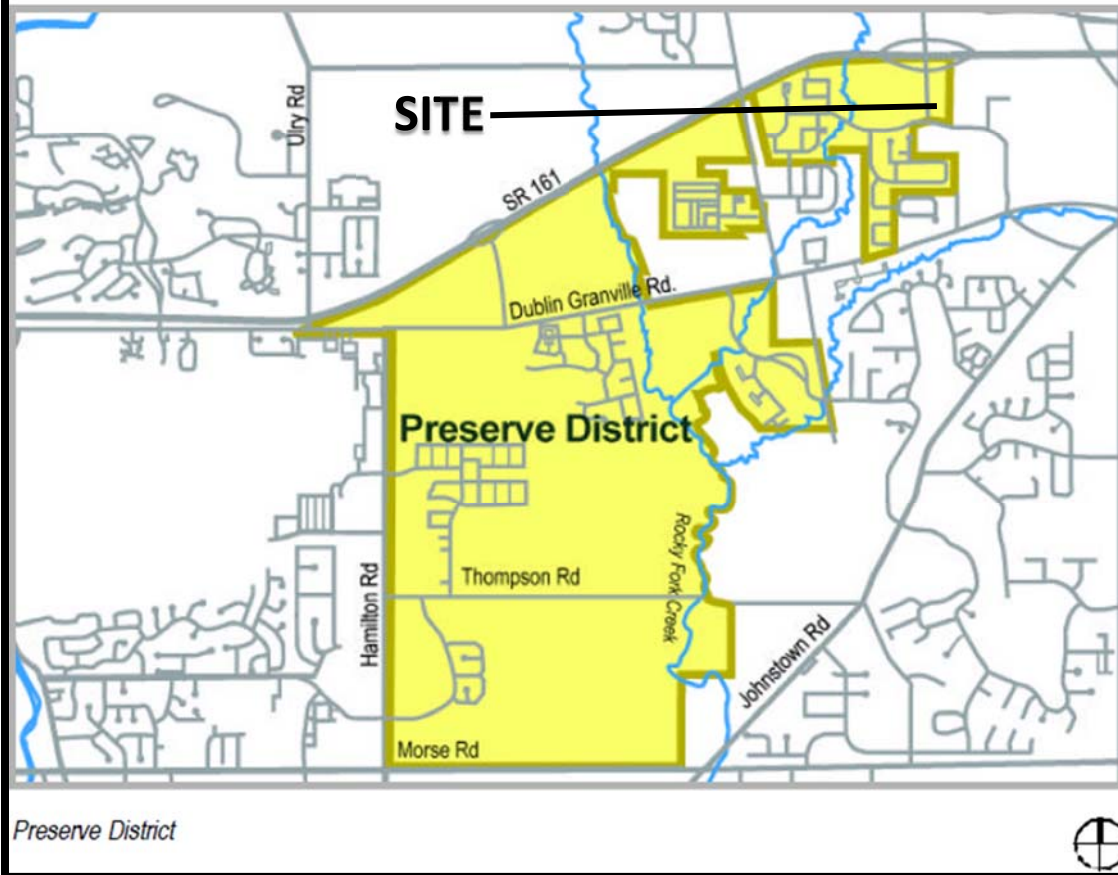 Ulry Rd
SITE
SR 161
Dublin Granville Rd.
Preserve District
Rocky Fork Creek
Thompson Rd
Hamilton Rd
Johnstown Rd
Morse Rd
Preserve District